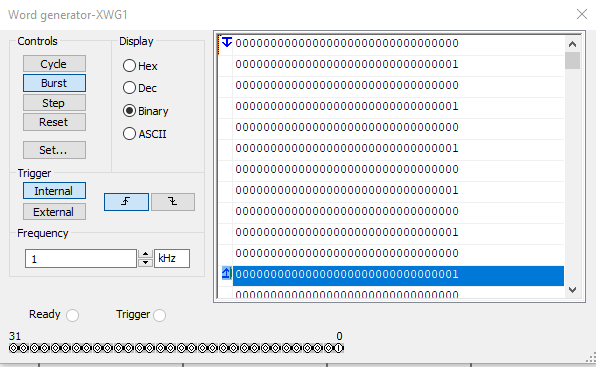 Word generator-XWG1
Controls
Cycle
Burst
Step
Reset
Set...
Display
Hex
Dec
Binary
ASCII
Trigger
Internal
External
Frequency
1
kHz
Ready
Trigger
31
0
00000000000000000000000000000000
00000000000000000000000000000001
00000000000000000000000000000000
00000000000000000000000000000001
00000000000000000000000000000000
00000000000000000000000000000001
00000000000000000000000000000000
00000000000000000000000000000001
00000000000000000000000000000000
00000000000000000000000000000001
00000000000000000000000000000000
00000000000000000000000000000001
00000000000000000000000000000000